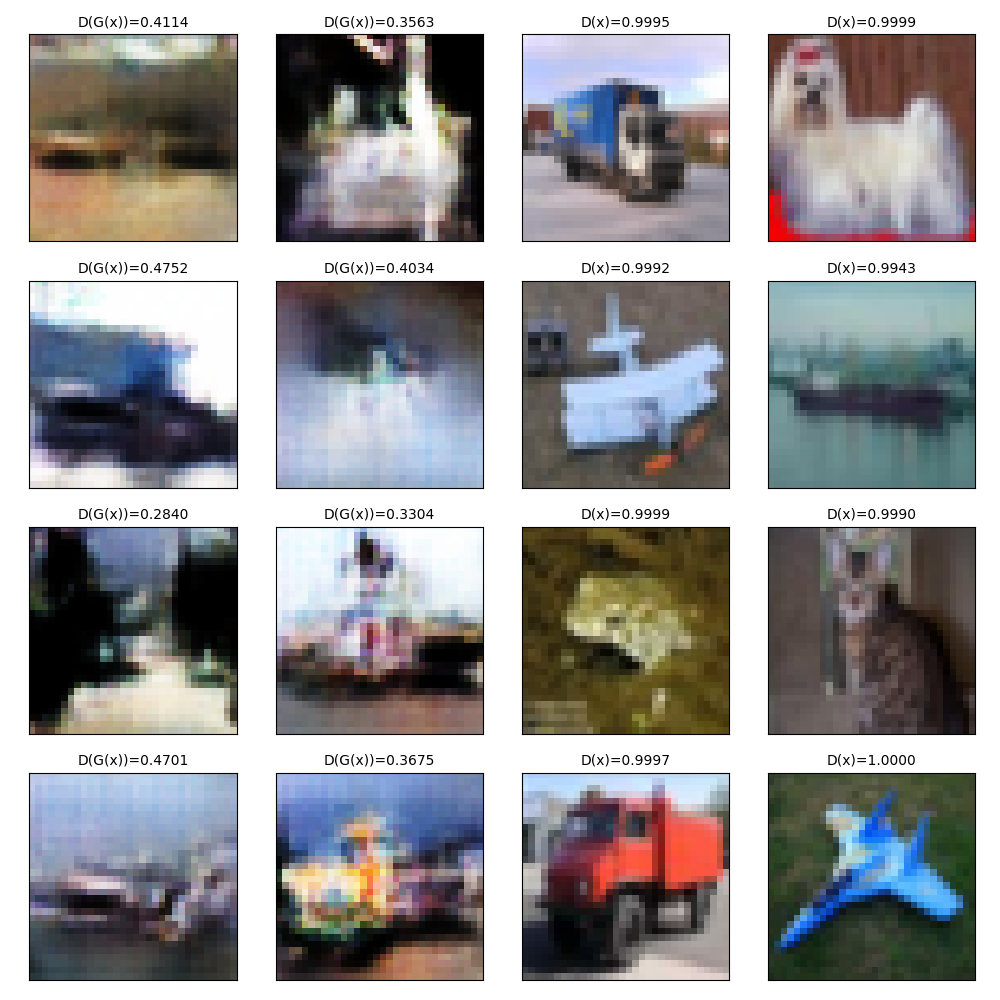 D(G(x))=0.4114 D(G(x))=0.3563 D(x)=0.9995 D(x)=0.9999
D(G(x))=0.4752 D(G(x))=0.4034 D(x)=0.9992 D(x)=0.9943
D(G(x))=0.2840 D(G(x))=0.3304 D(x)=0.9999 D(x)=0.9990
D(G(x))=0.4701 D(G(x))=0.3675 D(x)=0.9997 D(x)=1.0000